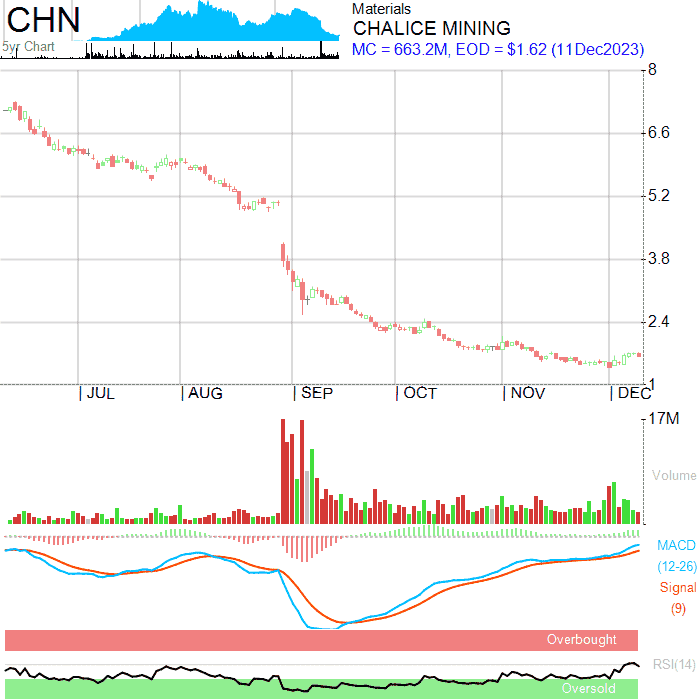 CHN
5yr Chart
Materials
CHALICE MINING
MC = 663.2M, EOD = $1.62 (11Dec2023)
8
6.6
5.2
3.8
2.4
1
JUL AUG SEP OCT NOV DEC
17M
Volume
MACD
(12-26)
Signal
(9)
Overbought
RSI(14)
Oversold